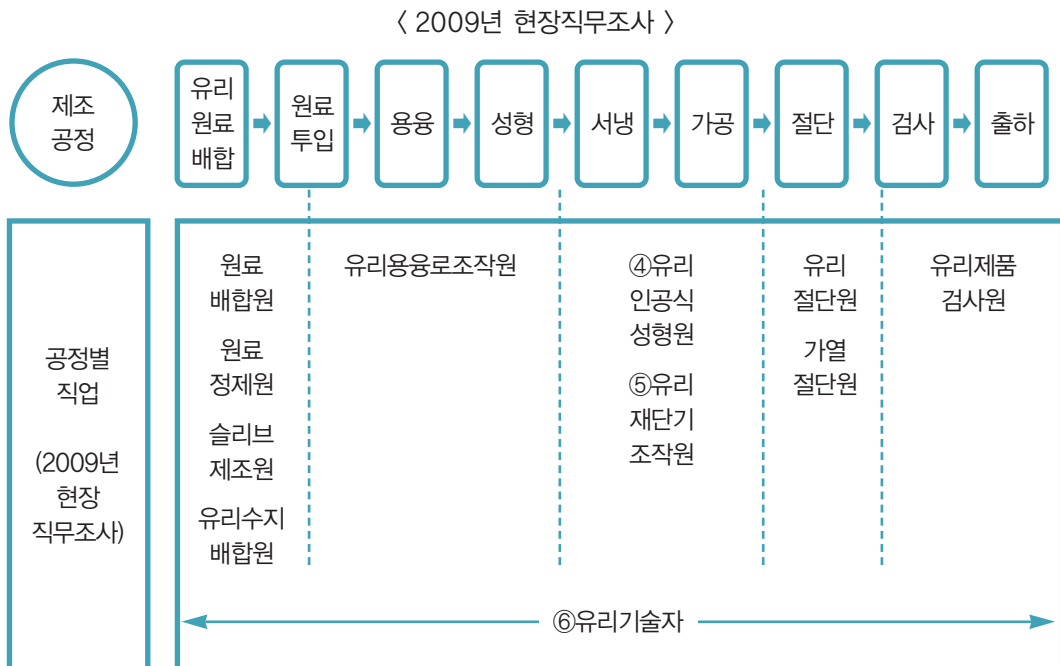 〈 2009년 현장직무조사 〉
제조
공정
유리
원료
배합
원료
투입
용융
성형
서냉
가공
절단
검사
출하
공정별
직업
(2009년
현장
직무조사)
원료
배합원
원료
정제원
슬리브
제조원
유리수지
배합원
유리용융로조작원
④유리
인공식
성형원
⑤유리
재단기
조작원
유리
절단원
가열
절단원
유리제품
검사원
⑥유리기술자